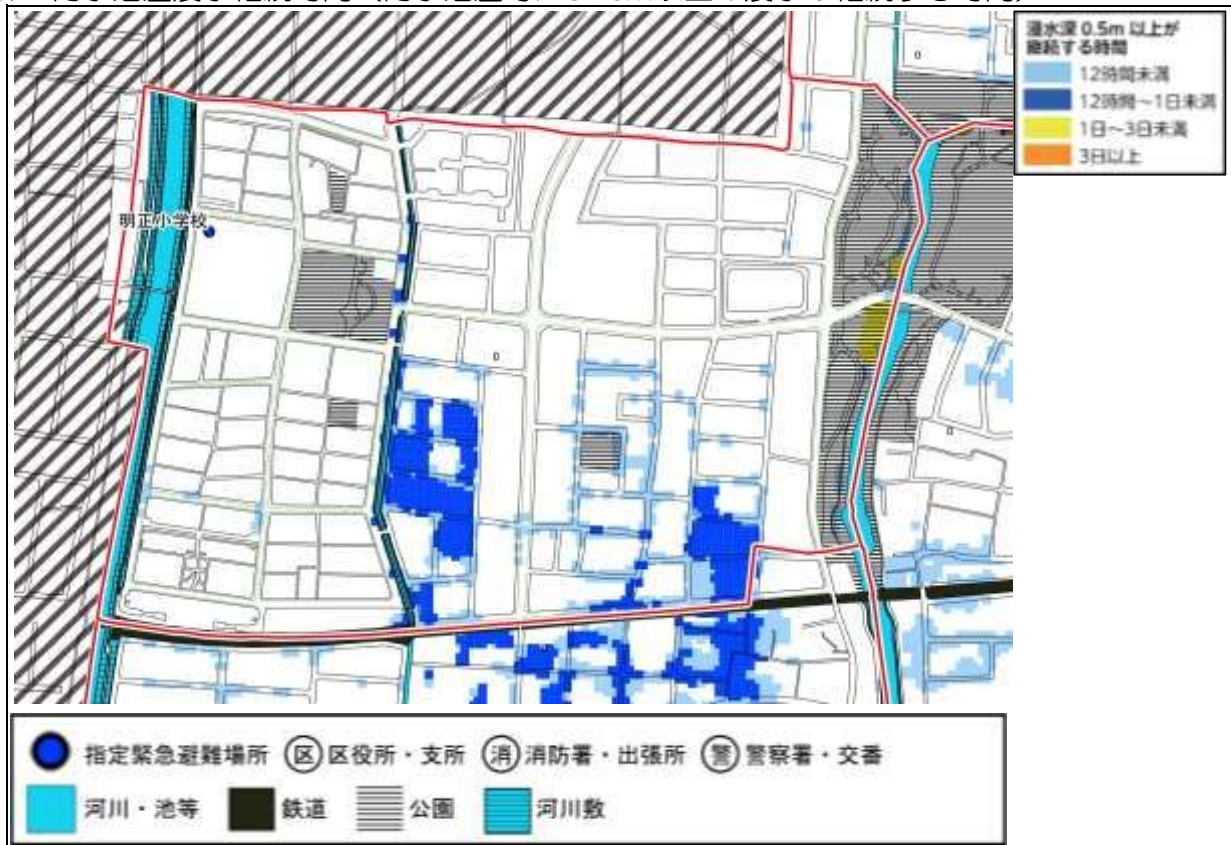 浸水深 0.5m 以上が
継続する時間
12時間未満
12時間～1日未満
1日～3日未満
3日以上
明正小学校
指定緊急避難場所 区 区役所・支所 消 消防署・出張所 警 警察署・交番
河川・池等 鉄道 公園 河川敷